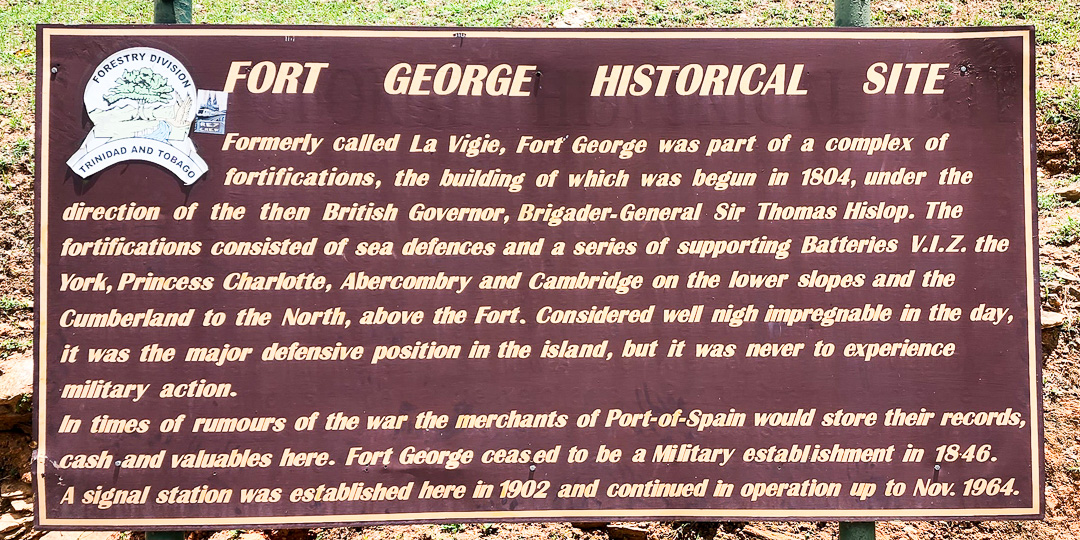 FORESTRY DIVISION
TRINIDAD AND TOBAGO
FORT GEORGE HISTORICAL SITE
Formerly called La Vigie, Fort George was part of a complex of
fortifications, the building of which was begun in 1804, under the
direction of the then British Governor, Brigader-General Sir Thomas Hislop. The
fortifications consisted of sea defences and a series of supporting Batteries V.I.Z. the
York, Princess Charlotte, Abercombry and Cambridge on the lower slopes and the
Cumberland to the North, above the Fort. Considered well nigh impregnable in the day,
it was the major defensive position in the island, but it was never to experience
military action.
In times of rumours of the war the merchants of Port-of-Spain would store their records,
cash and valuables here. Fort George ceased to be a Military establishment in 1846.
A signal station was established here in 1902 and continued in operation up to Nov. 1964.